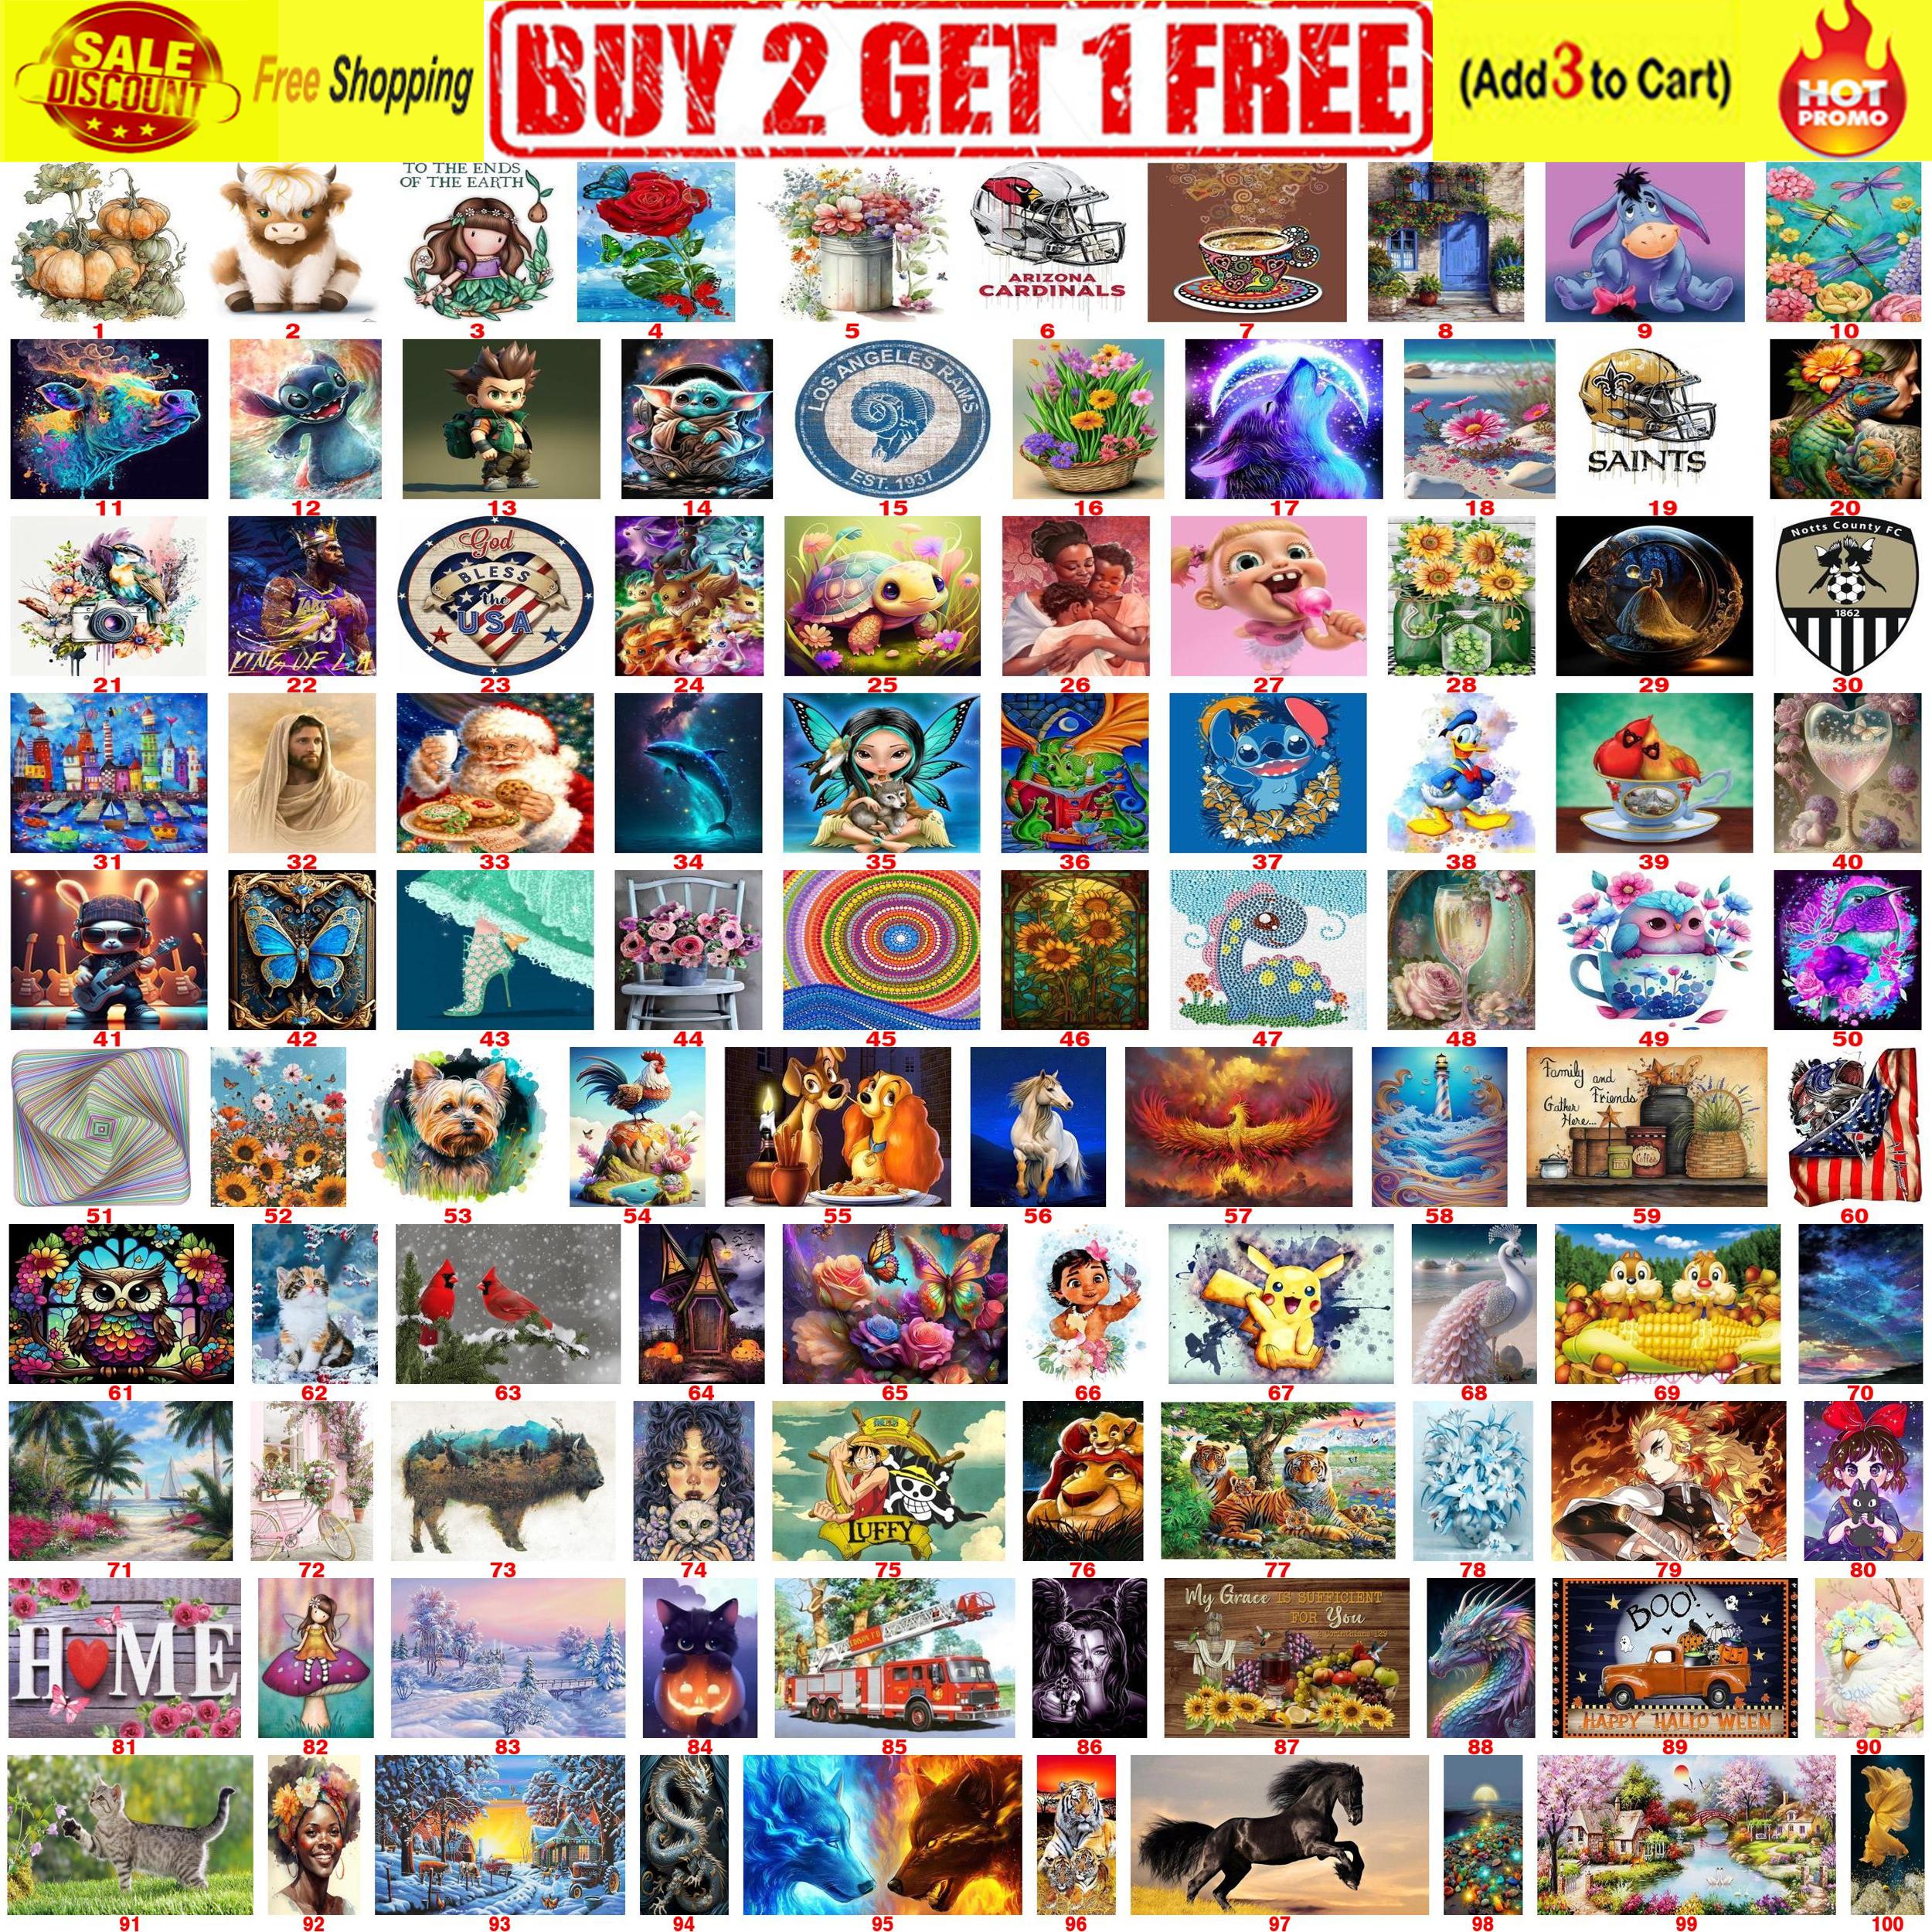 SALE
DISCOUNT
Free Shopping
BUY 2 GET 1 FREE
(Add 3 to Cart)
HOT
PROMO
TO THE ENDS
OF THE EARTH
ARIZONA
CARDINALS
1 2 3 4 5 6 7 8 9 10
LOS ANGELES RAMS
EST. 1937
SAINTS
11 12 13 14 15 16 17 18 19 20
KING OF LA
God
BLESS
the
USA
Notts County FC
1862
21 22 23 24 25 26 27 28 29 30
31 32 33 34 35 36 37 38 39 40
41 42 43 44 45 46 47 48 49 50
Family and
Friends
Gather
Here...
TEA
Coffee
51 52 53 54 55 56 57 58 59 60
61 62 63 64 65 66 67 68 69 70
LUFFY
71 72 73 74 75 76 77 78 79 80
HOME
My Grace IS SUFFICIENT
FOR You
BOO!
HAPPY HALLOWEEN
81 82 83 84 85 86 87 88 89 90
91 92 93 94 95 96 97 98 99 100